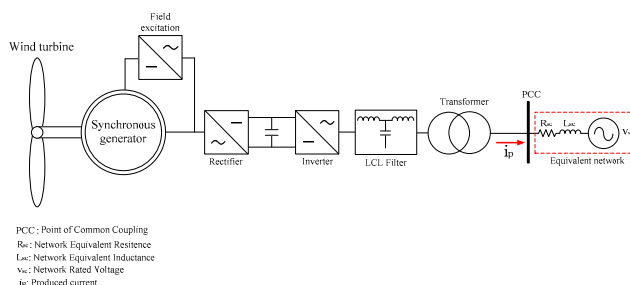 Field
excitation
Wind turbine
Synchronous
generator
Rectifier
Inverter
LCL Filter
Transformer
PCC
ip
Rsc
Lsc
Equivalent network
PCC: Point of Common Coupling
Rsc: Network Equivalent Resitence
Lsc: Network Equivalent Inductance
vsc: Network Rated Voltage
ip: Produced current